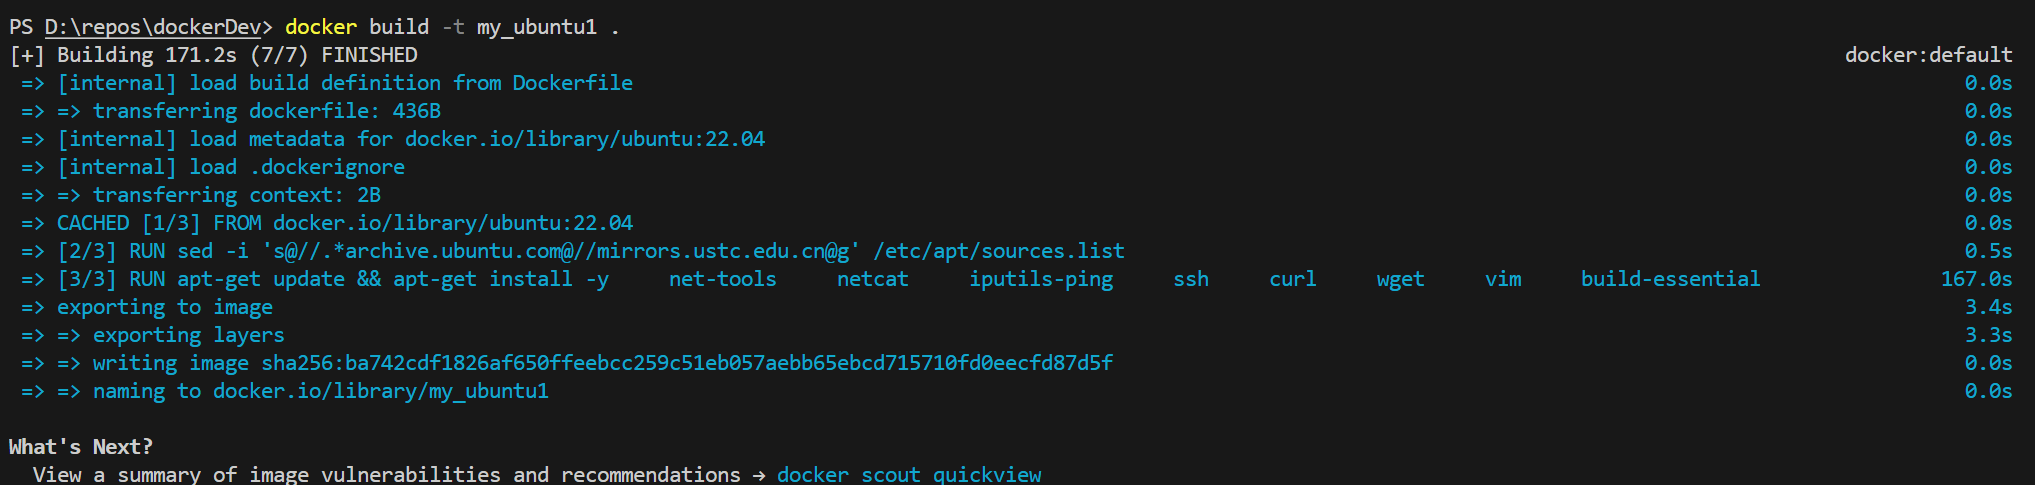 PS D:\repos\dockerDev> docker build -t my_ubuntu1 .
[+] Building 171.2s (7/7) FINISHED docker:default
=> [internal] load build definition from Dockerfile 0.0s
=> => transferring dockerfile: 436B 0.0s
=> [internal] load metadata for docker.io/library/ubuntu:22.04 0.0s
=> [internal] load .dockerignore 0.0s
=> => transferring context: 2B 0.0s
=> CACHED [1/3] FROM docker.io/library/ubuntu:22.04 0.0s
=> [2/3] RUN sed -i 's@//.*archive.ubuntu.com@//mirrors.ustc.edu.cn@g' /etc/apt/sources.list 0.5s
=> [3/3] RUN apt-get update && apt-get install -y     net-tools     netcat     iputils-ping     ssh     curl     wget     vim     build-essential 167.0s
=> exporting to image 3.4s
=> => exporting layers 3.3s
=> => writing image sha256:ba742cdf1826af650ffeebcc259c51eb057aebb65ebcd715710fd0eecfd87d5f 0.0s
=> => naming to docker.io/library/my_ubuntu1 0.0s
What's Next?
View a summary of image vulnerabilities and recommendations → docker scout quickview